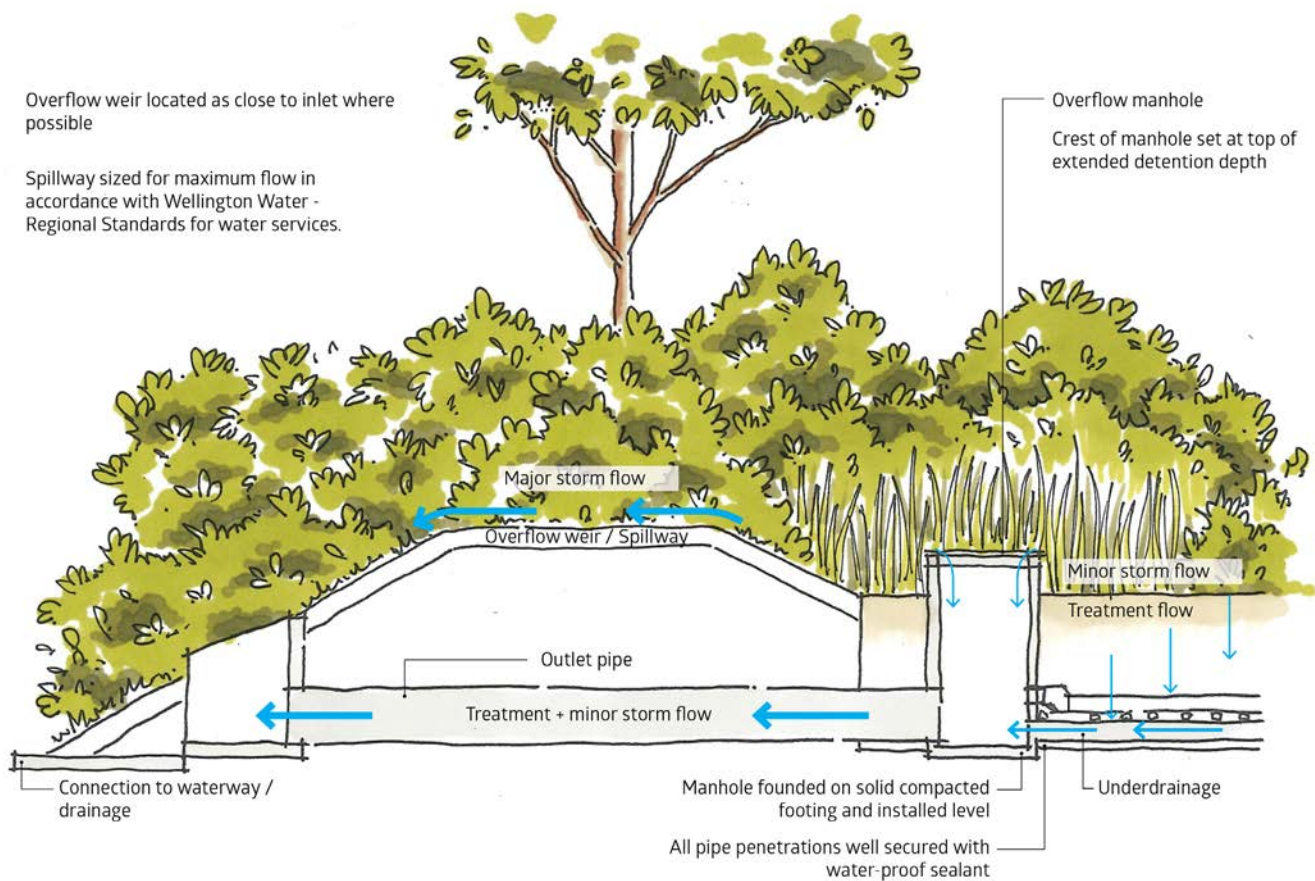 Overflow weir located as close to inlet where
possible
Spillway sized for maximum flow in
accordance with Wellington Water -
Regional Standards for water services.
Overflow manhole
Crest of manhole set at top of
extended detention depth
Major storm flow
Overflow weir / Spillway
Minor storm flow
Treatment flow
Outlet pipe
Treatment + minor storm flow
Connection to waterway /
drainage
Manhole founded on solid compacted
footing and installed level
Underdrainage
All pipe penetrations well secured with
water-proof sealant